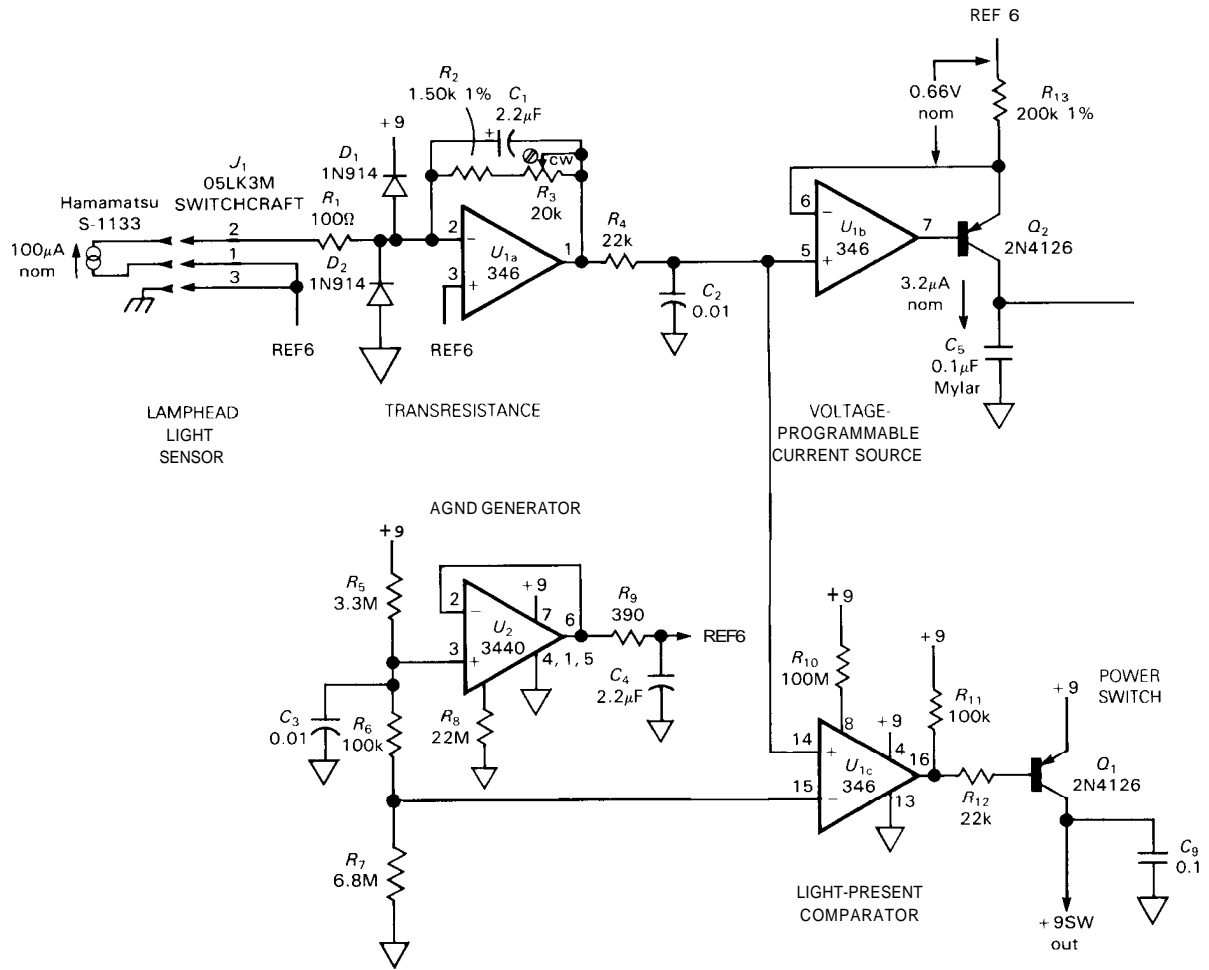 REF 6
R2
1.50k 1%
C1
2.2μF
+
+9
0.66V
nom
R13
200k 1%
J1
05LK3M
SWITCHCRAFT
D1
1N914
CW
R3
20k
Hamamatsu
S-1133
R1
100Ω
2
1
3
100μA
nom
D2
1N914
2
−
3
+
U1a
346
1
R4
22k
6
−
5
+
U1b
346
7
Q2
2N4126
3.2μA
nom
C2
0.01
REF6
REF6
C5
0.1μF
Mylar
LAMPHEAD
LIGHT
SENSOR
TRANSRESISTANCE
VOLTAGE-
PROGRAMMABLE
CURRENT SOURCE
AGND GENERATOR
+9
R5
3.3M
2
−
3
+
U2
3440
+9
7
6
4, 1, 5
R9
390
REF6
C4
2.2μF
C3
0.01
R6
100k
R8
22M
+9
R10
100M
+9
R11
100k
POWER
SWITCH
+9
8
+9
4
14
+
15
−
U1c
346
16
13
R12
22k
Q1
2N4126
R7
6.8M
C9
0.1
LIGHT-PRESENT
COMPARATOR
+9SW
out